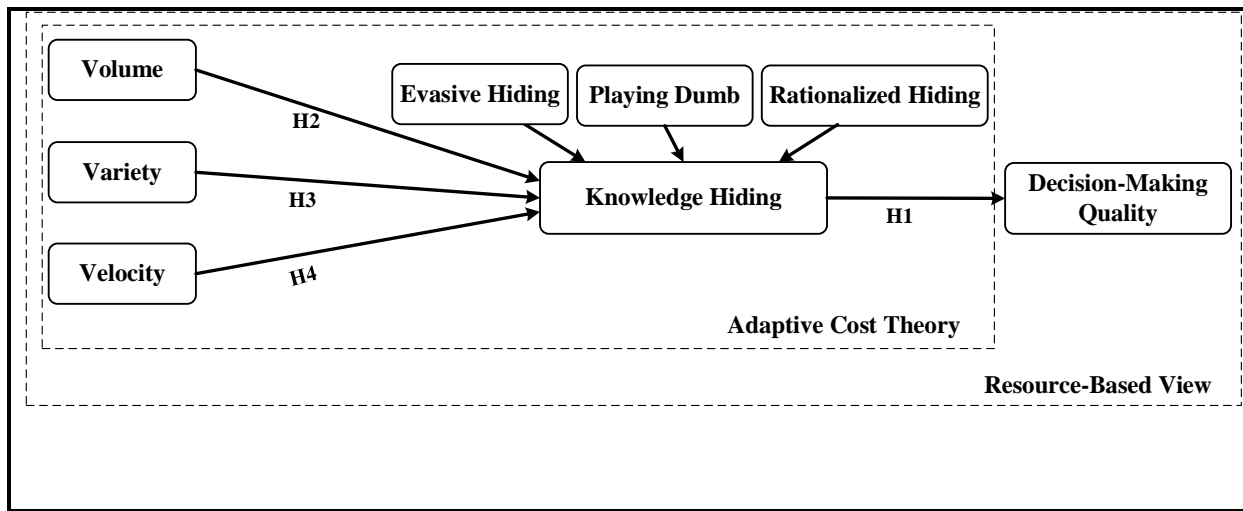 Volume
Evasive Hiding
Playing Dumb
Rationalized Hiding
H2
Variety
H3
Knowledge Hiding
H1
Decision-Making
Quality
Velocity
H4
Adaptive Cost Theory
Resource-Based View